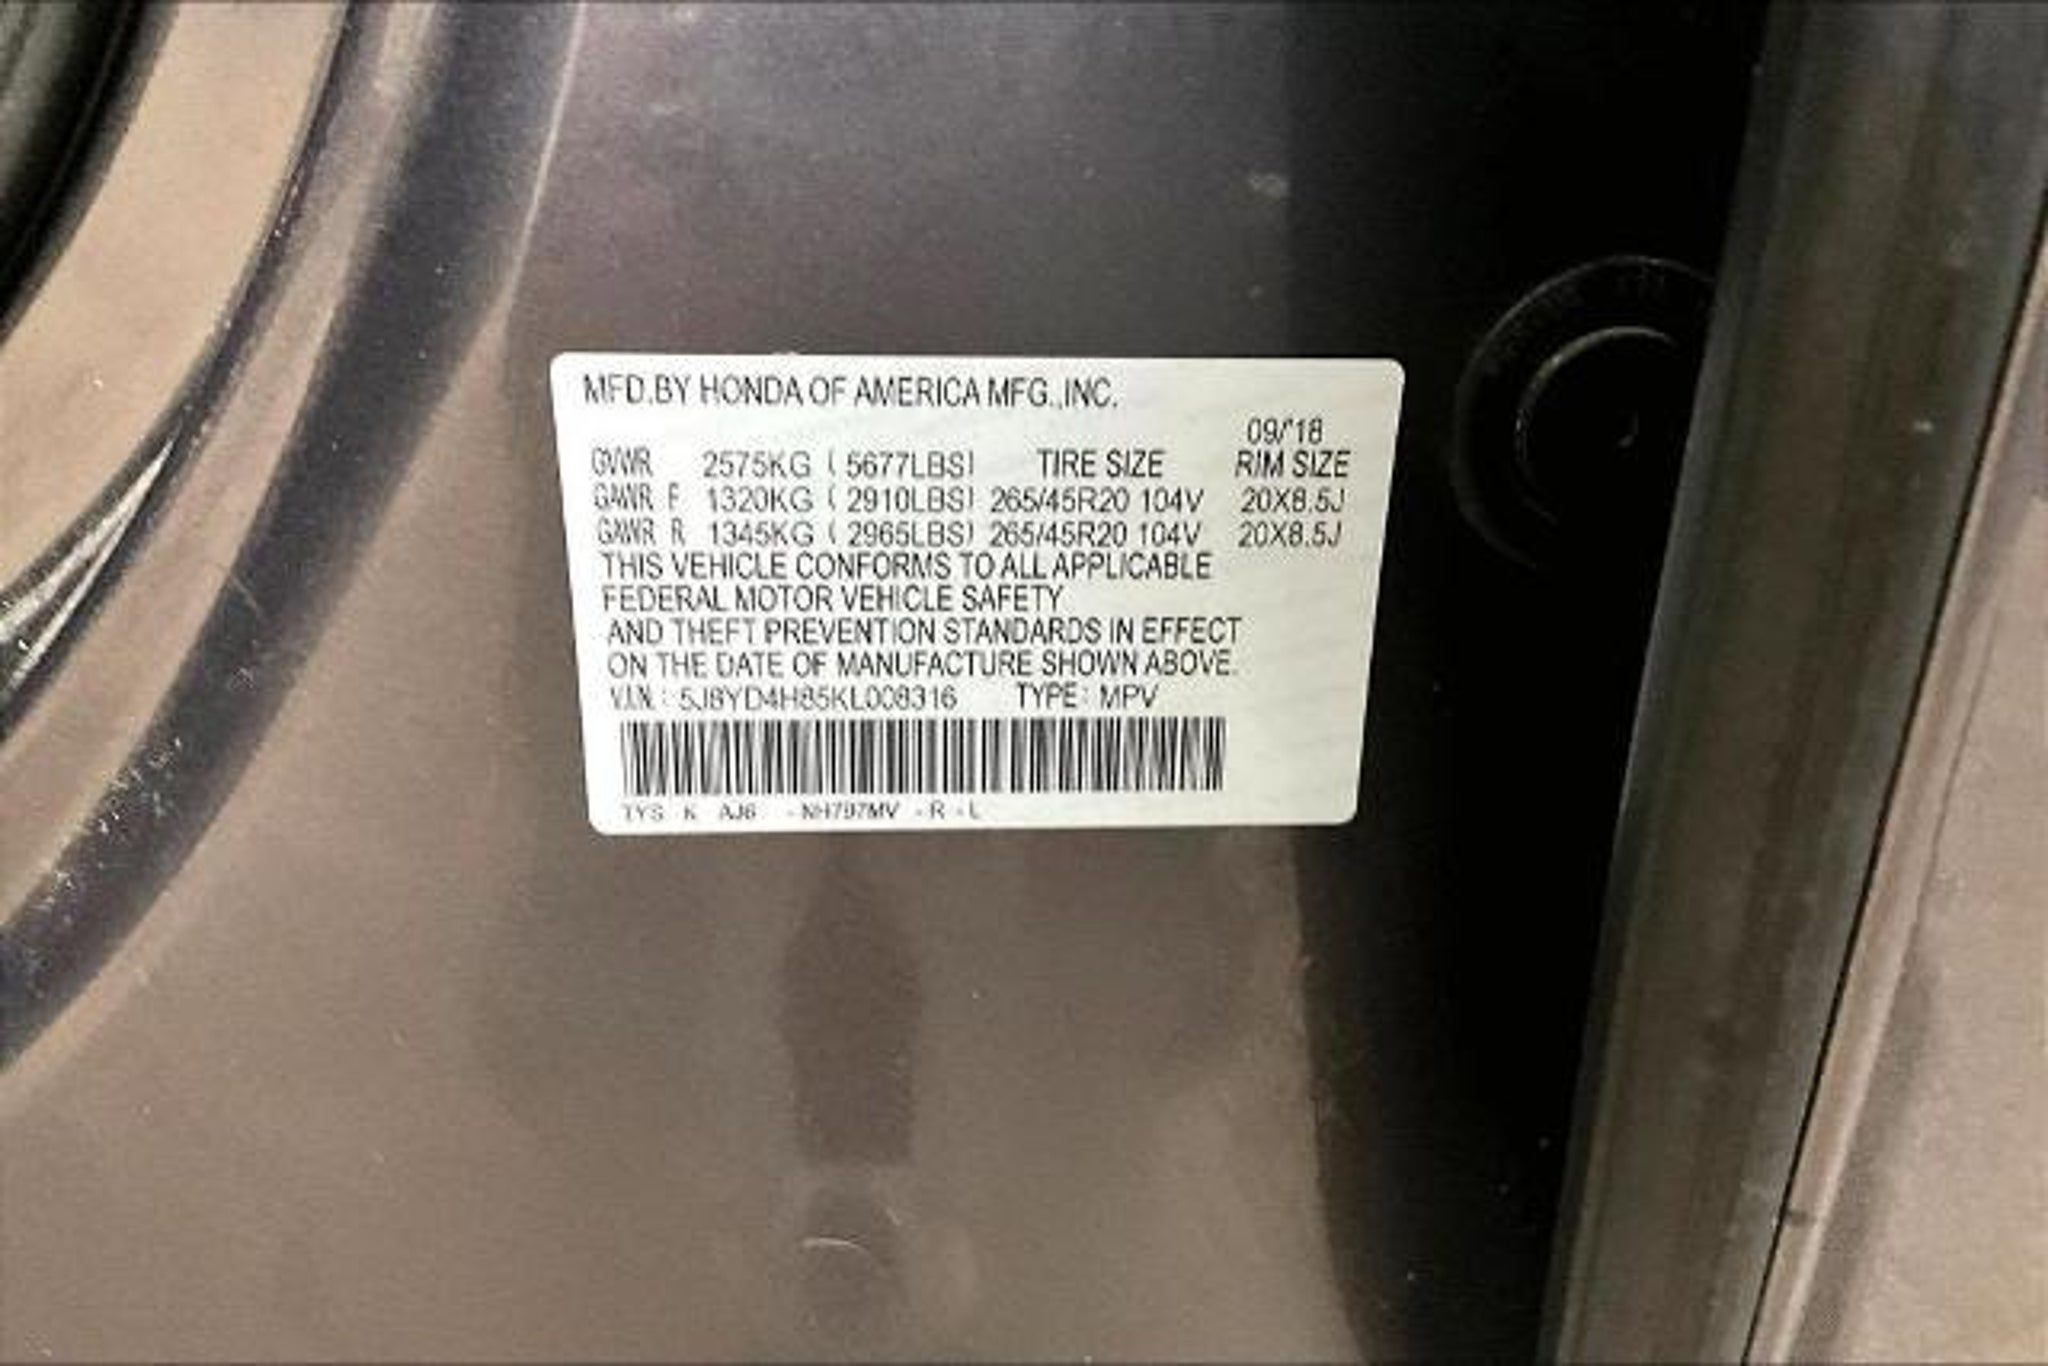 MFD.BY HONDA OF AMERICA MFG.,INC.
09/'18
GVWR 2575KG ( 5677LBS) TIRE SIZE RIM SIZE
GAWR F 1320KG ( 2910LBS) 265/45R20 104V 20X8.5J
GAWR R 1345KG ( 2965LBS) 265/45R20 104V 20X8.5J
THIS VEHICLE CONFORMS TO ALL APPLICABLE
FEDERAL MOTOR VEHICLE SAFETY
AND THEFT PREVENTION STANDARDS IN EFFECT
ON THE DATE OF MANUFACTURE SHOWN ABOVE.
V.I.N.: 5J8YD4H85KL008316 TYPE: MPV
TYS K AJ6 -NH797MV -R -L